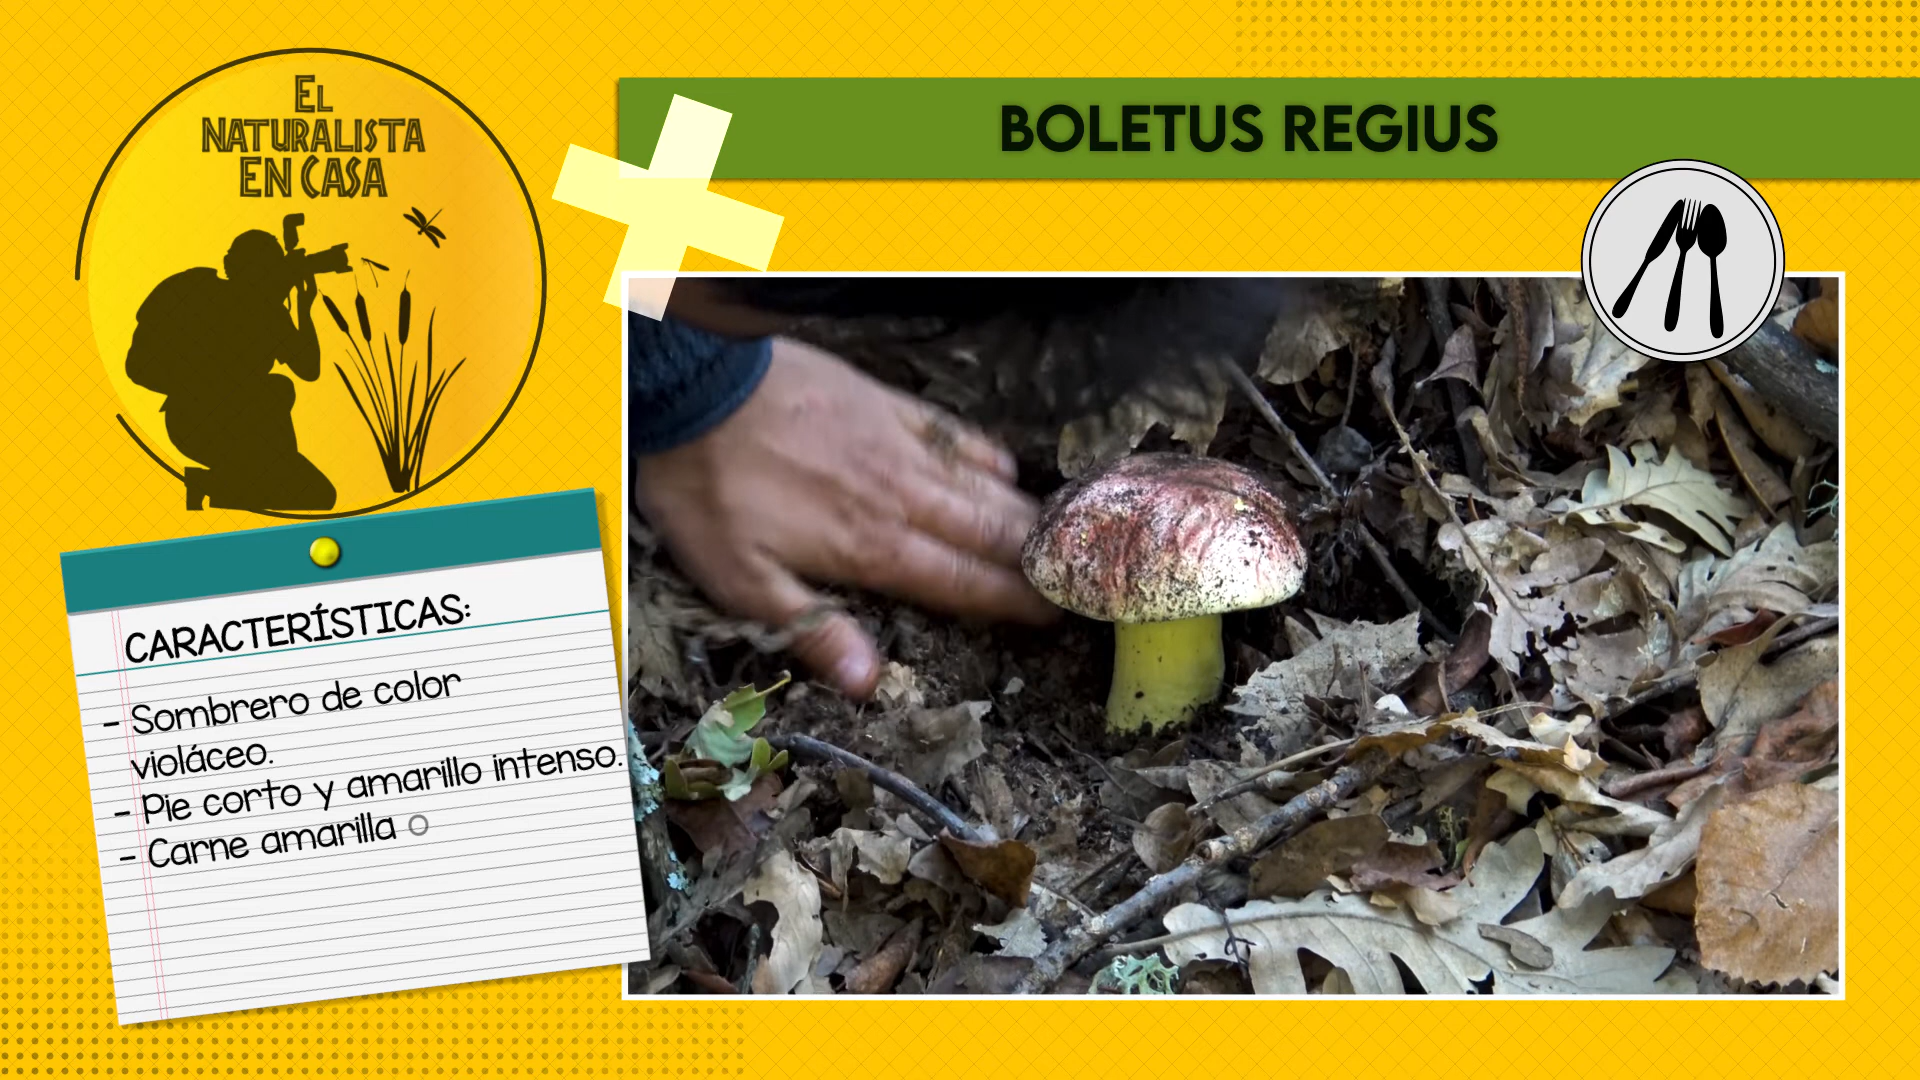 EL
NATURALISTA
EN CASA
BOLETUS REGIUS
CARACTERÍSTICAS:
- Sombrero de color
violáceo.
- Pie corto y amarillo intenso.
- Carne amarilla o